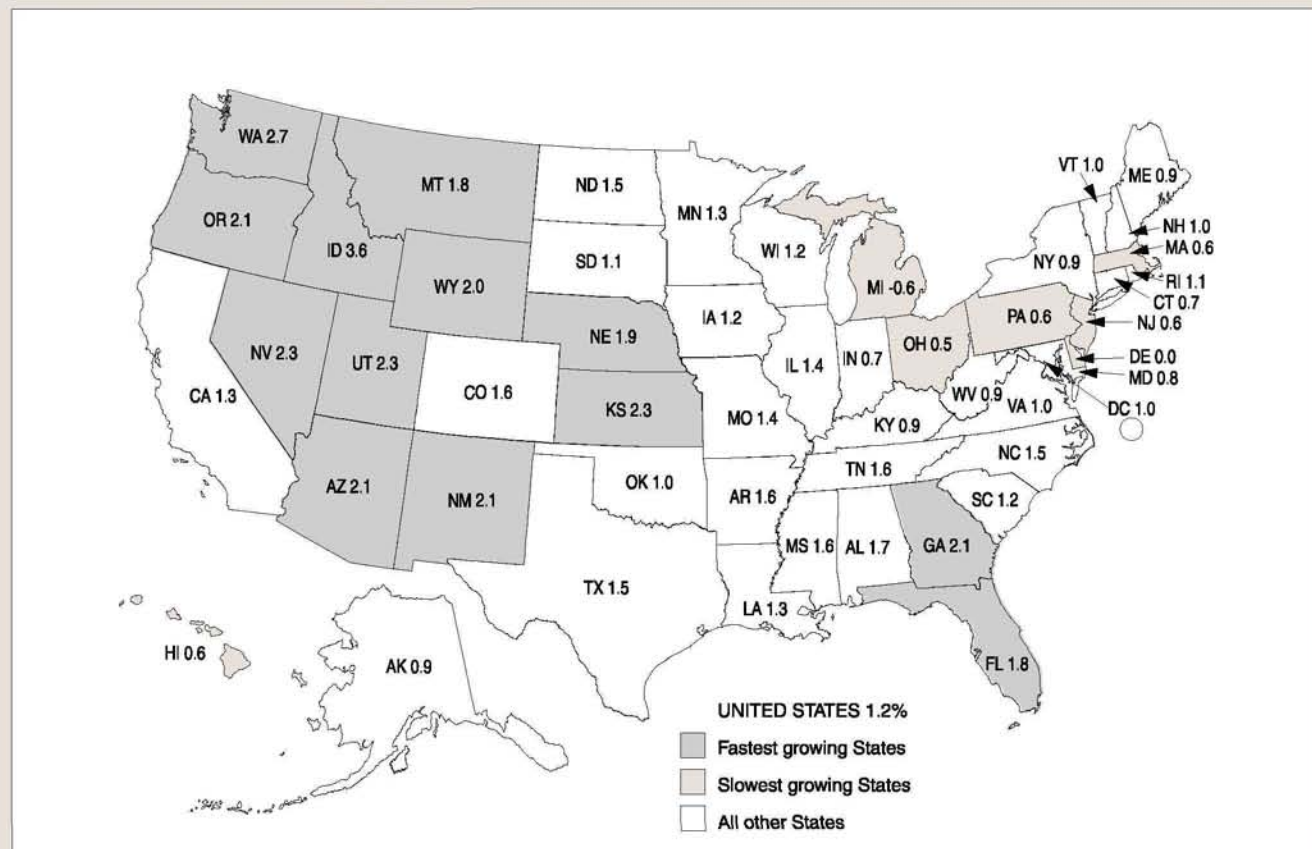 WA 2.7
MT 1.8
ND 1.5
MN 1.3
VT 1.0
ME 0.9
OR 2.1
ID 3.6
WY 2.0
SD 1.1
WI 1.2
MI -0.6
NY 0.9
NH 1.0
MA 0.6
RI 1.1
CT 0.7
NJ 0.6
NV 2.3
UT 2.3
NE 1.9
IA 1.2
IL 1.4
IN 0.7
OH 0.5
PA 0.6
DE 0.0
MD 0.8
DC 1.0
CA 1.3
CO 1.6
KS 2.3
MO 1.4
KY 0.9
WV 0.9
VA 1.0
AZ 2.1
NM 2.1
OK 1.0
AR 1.6
TN 1.6
NC 1.5
SC 1.2
MS 1.6
AL 1.7
GA 2.1
TX 1.5
LA 1.3
FL 1.8
HI 0.6
AK 0.9
UNITED STATES 1.2%
Fastest growing States
Slowest growing States
All other States